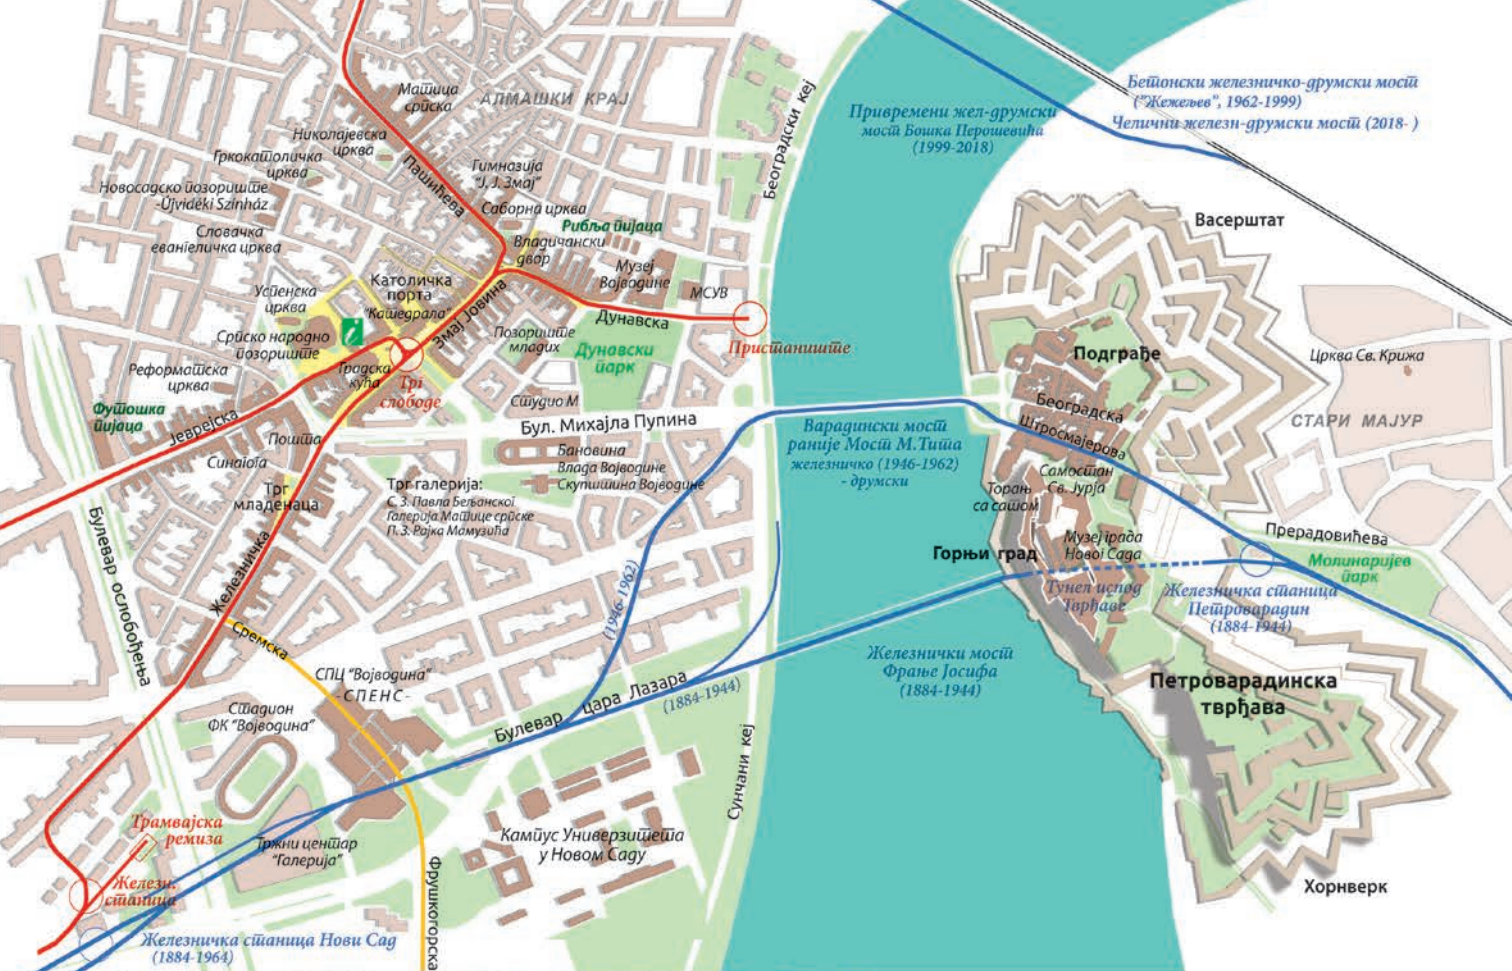 Бетонски железничко-друмски мост
("Жежељев", 1962-1999)
Челични железн-друмски мост (2018- )
Привремени жел-друмски
мост Бошка Перошевића
(1999-2018)
Београдски кеј
Матица
српска
АЛМАШКИ КРАЈ
Николајевска
црква
Гркокатоличка
црква
Пашићева
Гимназија
"Ј. Ј. Змај"
Новосадско позориште
-Újvidéki Színház
Саборна црква
Рибља пијаца
Словачка
евангеличка црква
Владичански
двор
Васерштат
Музеј
Војводине
МСУВ
Католичка
порта
"Катедрала"
Успенска
црква
Змај Јовина
Дунавска
Српско народно
позориште
Позориште
младих
Дунавски
парк
Пристаниште
Подграђе
Црква Св. Крижа
Реформатска
црква
Градска
кућа
Трг
слободе
Футошка
пијаца
Јеврејска
Студио М
Бул. Михајла Пупина
Београдска
Штросмајерова
СТАРИ МАЈУР
Варадински мост
раније Мост М.Тита
железничко (1946-1962)
- друмски
Пошта
Синагога
Бановина
Влада Војводине
Скупштина Војводине
Самостан
Св. Јурја
Торањ
са сатом
Трг
младенаца
Трг галерија:
С. З. Павла Бељанског
Галерија Матице српске
П. З. Рајка Мамузића
Булевар ослобођења
Прерадовићева
Музеј града
Новог Сада
Горњи град
Молинаријев
парк
Железничка
Тунел испод
Тврђаве
Железничка станица
Петроварадин
(1884-1944)
(1946-1962)
Сремска
Железнички мост
Фрање Јосифа
(1884-1944)
СПЦ "Војводина"
-СПЕНС-
Булевар цара Лазара
(1884-1944)
Петроварадинска
тврђава
Стадион
ФК "Војводина"
Сунчани кеј
Трамвајска
ремиза
Тржни центар
"Галерија"
Кампус Универзитета
у Новом Саду
Железн.
станица
Фрушкогорска
Хорнверк
Железничка станица Нови Сад
(1884-1964)